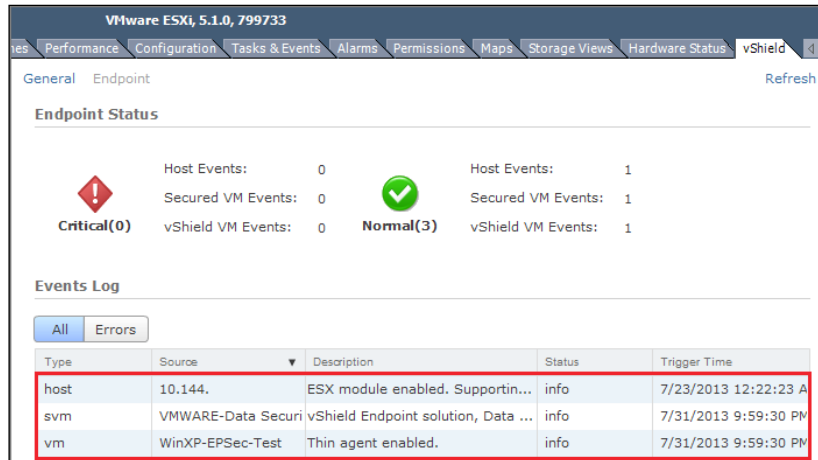 VMware ESXi, 5.1.0, 799733
nes Performance Configuration Tasks & Events Alarms Permissions Maps Storage Views Hardware Status vShield
General Endpoint Refresh
Endpoint Status
Host Events: 0 Host Events: 1
Secured VM Events: 0 Secured VM Events: 1
Critical(0) vShield VM Events: 0 Normal(3) vShield VM Events: 1
Events Log
All Errors
Type Source Description Status Trigger Time
host 10.144. ESX module enabled. Supportin... info 7/23/2013 12:22:23 A
svm VMWARE-Data Securi vShield Endpoint solution, Data ... info 7/31/2013 9:59:30 PM
vm WinXP-EPSec-Test Thin agent enabled. info 7/31/2013 9:59:30 PM